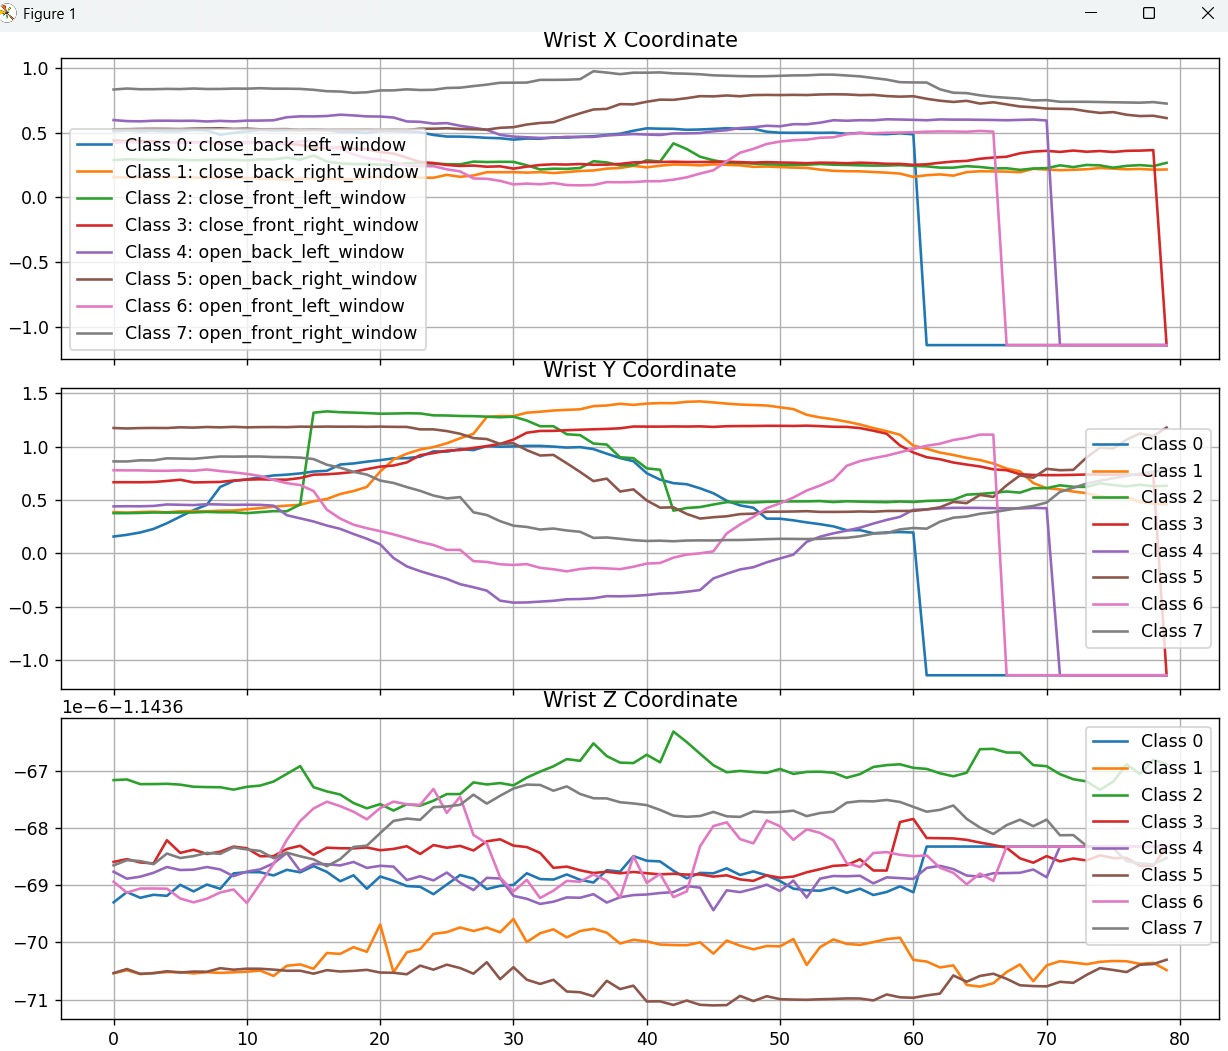 Figure 1
Wrist X Coordinate
1.0
0.5
0.0
−0.5
−1.0
Class 0: close_back_left_window
Class 1: close_back_right_window
Class 2: close_front_left_window
Class 3: close_front_right_window
Class 4: open_back_left_window
Class 5: open_back_right_window
Class 6: open_front_left_window
Class 7: open_front_right_window
Wrist Y Coordinate
1.5
1.0
0.5
0.0
−0.5
−1.0
Class 0
Class 1
Class 2
Class 3
Class 4
Class 5
Class 6
Class 7
Wrist Z Coordinate
1e−6−1.1436
−67
−68
−69
−70
−71
Class 0
Class 1
Class 2
Class 3
Class 4
Class 5
Class 6
Class 7
0 10 20 30 40 50 60 70 80